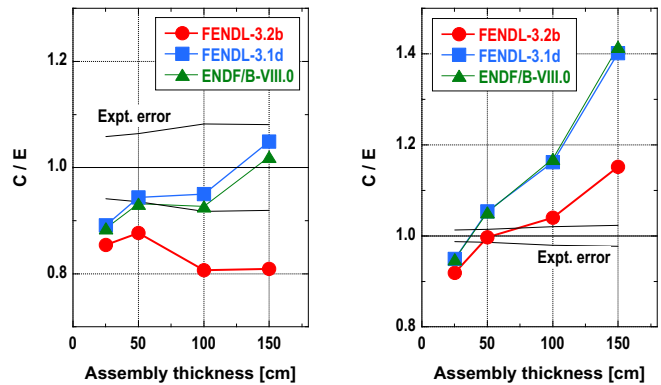 1.2
1.0
0.8
C / E
FENDL-3.2b
FENDL-3.1d
ENDF/B-VIII.0
Expt. error
0 50 100 150
Assembly thickness [cm]
1.4
1.2
1.0
0.8
C / E
FENDL-3.2b
FENDL-3.1d
ENDF/B-VIII.0
Expt. error
0 50 100 150
Assembly thickness [cm]